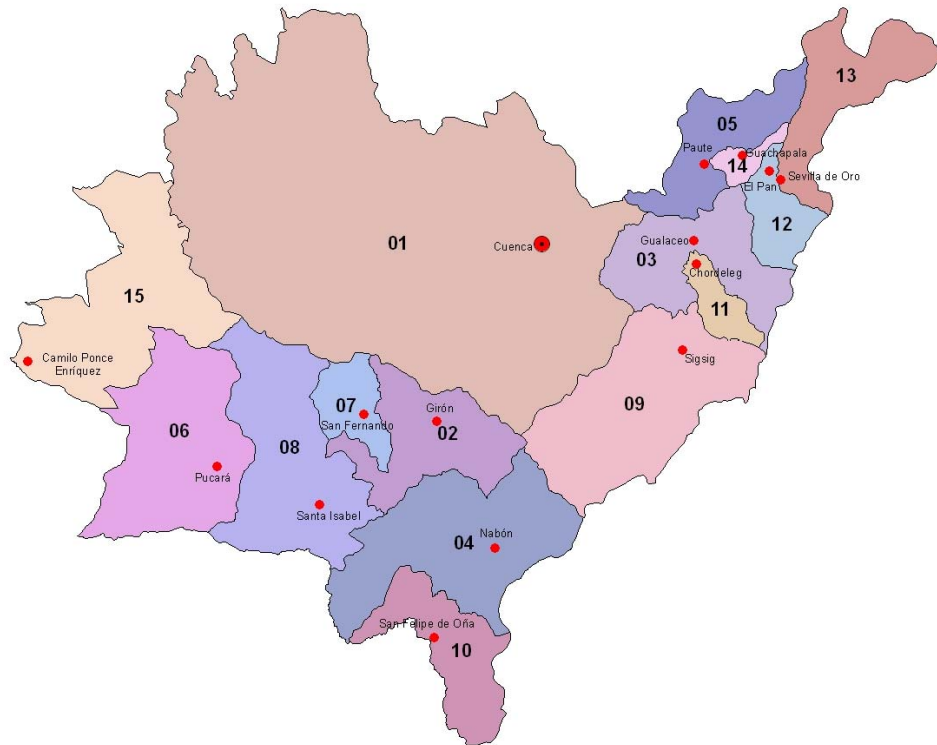 13
05
Paute
Guachapala
14
El Pan
Sevilla de Oro
12
01
Cuenca
Gualaceo
03
Chordeleg
15
11
Camilo Ponce
Enríquez
Sigsig
07
San Fernando
Girón
02
09
06
08
Pucará
Santa Isabel
04
Nabón
San Felipe de Oña
10